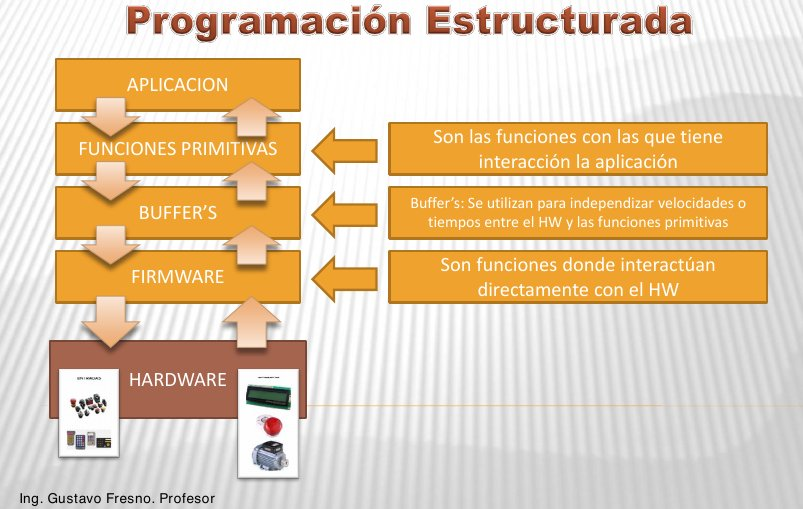 Programación Estructurada
APLICACION
FUNCIONES PRIMITIVAS
Son las funciones con las que tiene
interacción la aplicación
BUFFER'S
Buffer's: Se utilizan para independizar velocidades o
tiempos entre el HW y las funciones primitivas
FIRMWARE
Son funciones donde interactúan
directamente con el HW
HARDWARE
Ing. Gustavo Fresno. Profesor